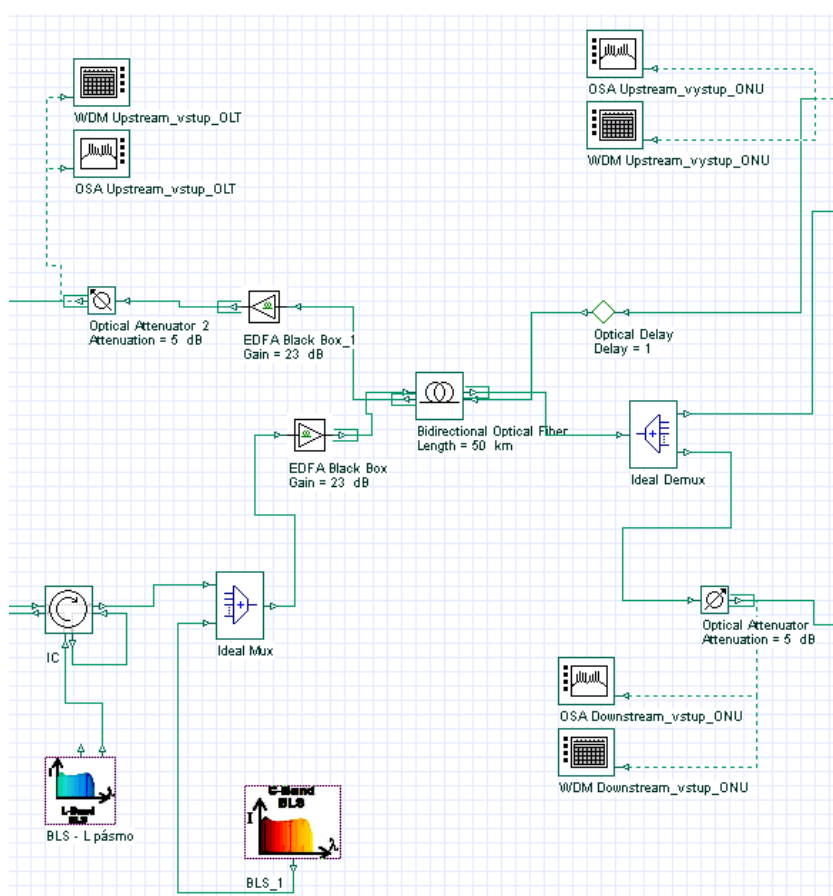 OSA Upstream_vystup_ONU
WDM Upstream_vstup_OLT
WDM Upstream_vystup_ONU
OSA Upstream_vstup_OLT
Optical Attenuator 2
Attenuation = 5 dB
EDFA Black Box_1
Gain = 23 dB
Optical Delay
Delay = 1
Bidirectional Optical Fiber
Length = 50 km
EDFA Black Box
Gain = 23 dB
Ideal Demux
IC
Ideal Mux
Optical Attenuator
Attenuation = 5 dB
OSA Downstream_vstup_ONU
WDM Downstream_vstup_ONU
I
λ
L-Band
BLS
BLS - L pásmo
C-Band
BLS
I
λ
BLS_1